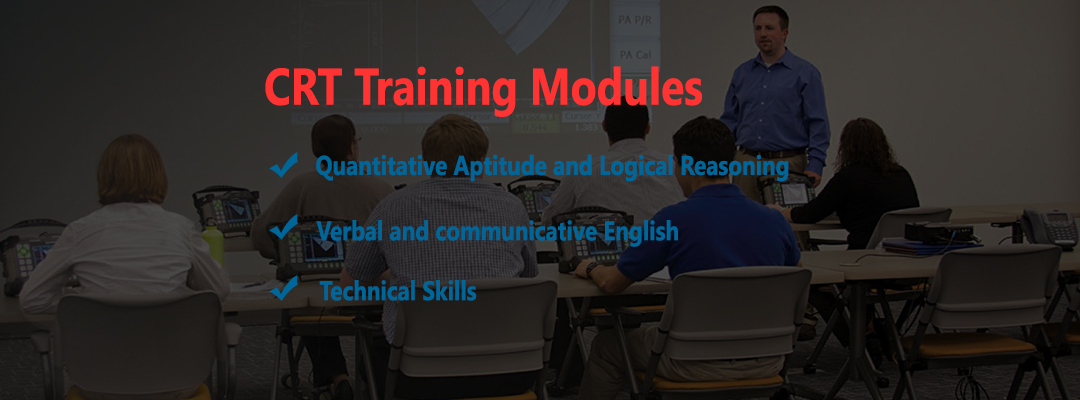 PA P/R
PA Cal
CRT Training Modules
Quantitative Aptitude and Logical Reasoning
Verbal and communicative English
Technical Skills